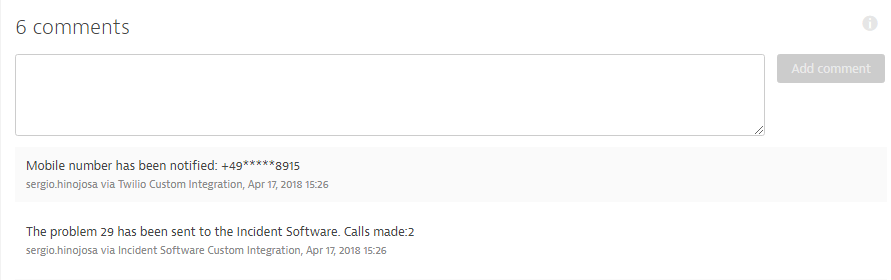 6 comments
Add comment
Mobile number has been notified: +49*****8915
sergio.hinojosa via Twilio Custom Integration, Apr 17, 2018 15:26
The problem 29 has been sent to the Incident Software. Calls made:2
sergio.hinojosa via Incident Software Custom Integration, Apr 17, 2018 15:26